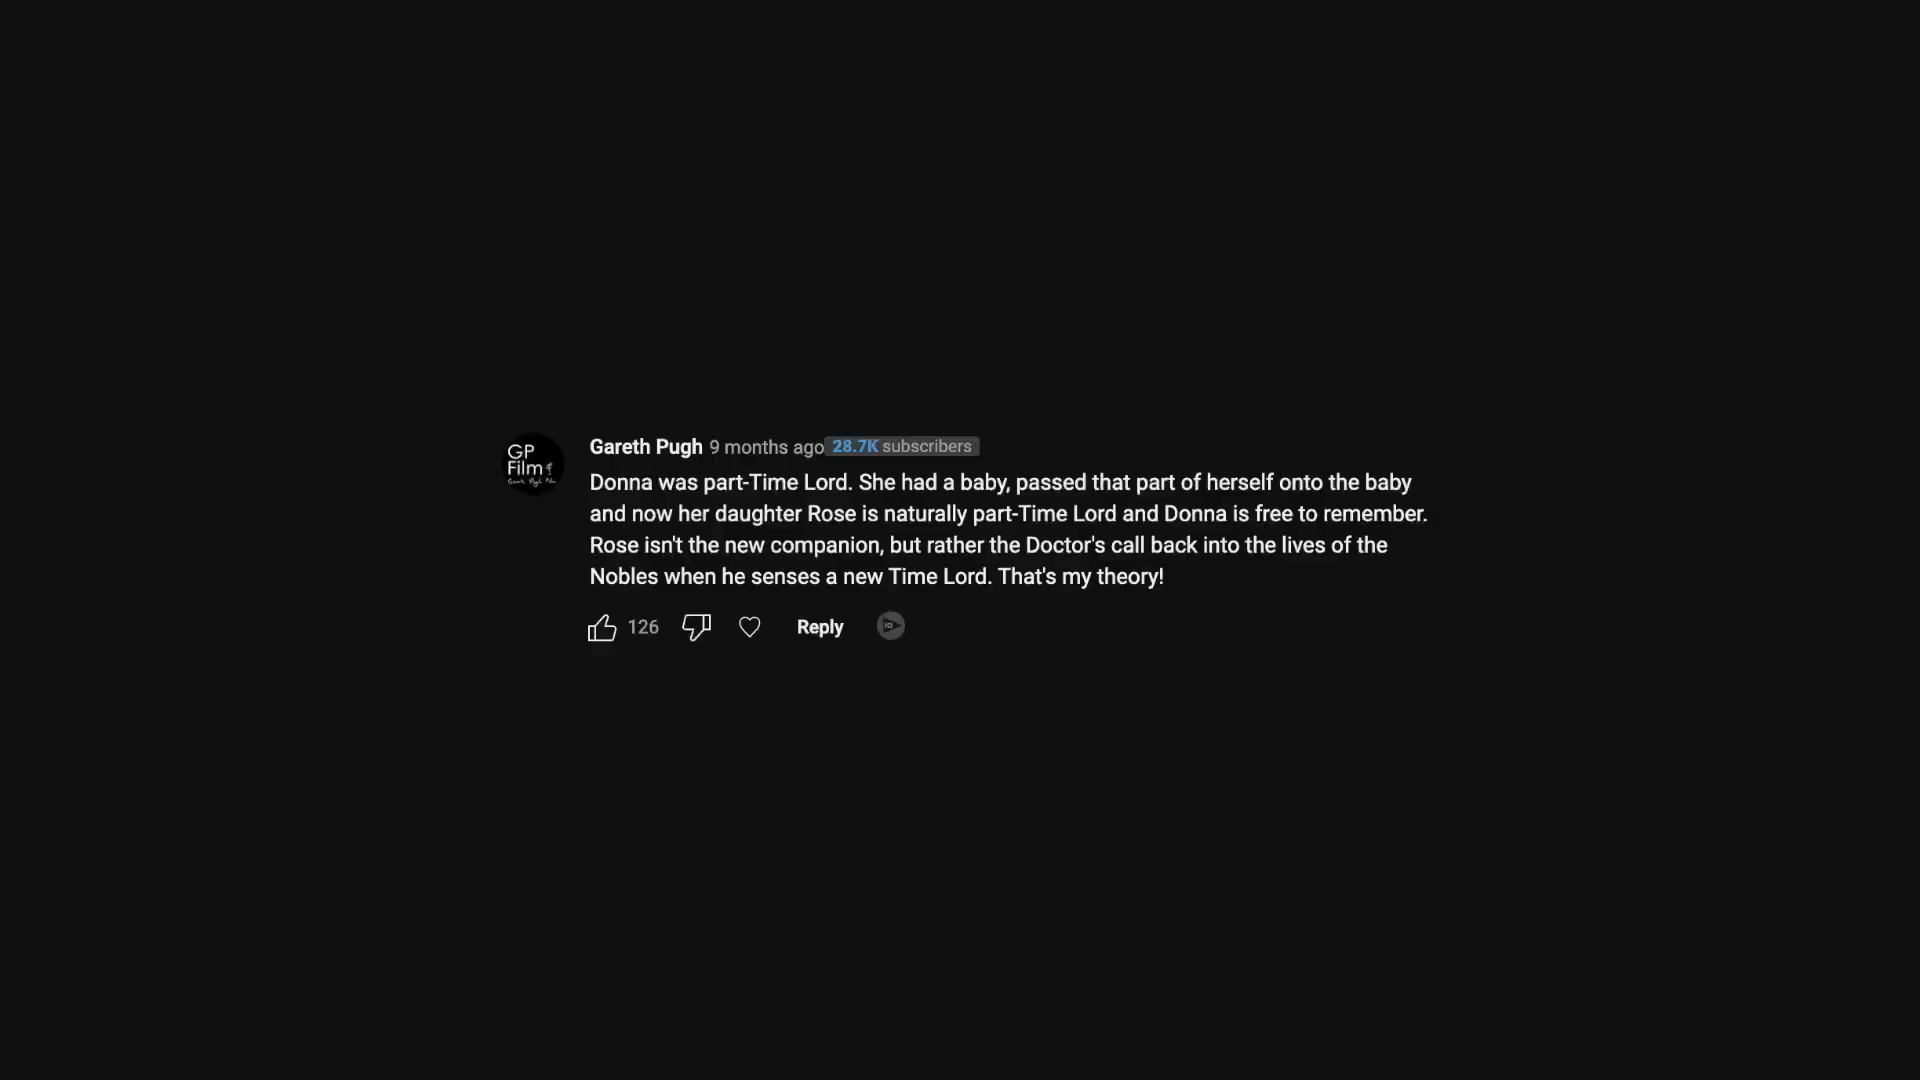 GP
Film
Gareth Pugh Film
Gareth Pugh 9 months ago 28.7K subscribers
Donna was part-Time Lord. She had a baby, passed that part of herself onto the baby
and now her daughter Rose is naturally part-Time Lord and Donna is free to remember.
Rose isn't the new companion, but rather the Doctor's call back into the lives of the
Nobles when he senses a new Time Lord. That's my theory!
126 Reply